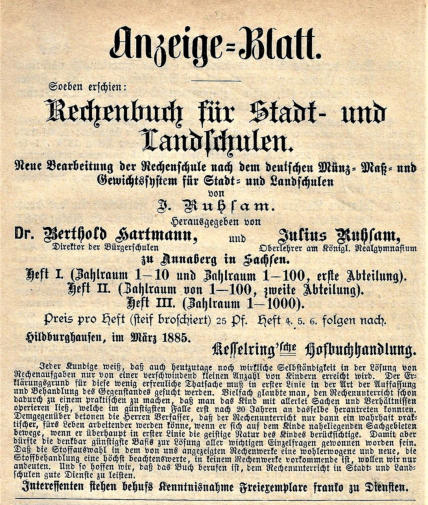 Anzeige=Blatt.
Soeben erschien:
Rechenbuch für Stadt- und
Landschulen.
Neue Bearbeitung der Rechenschule nach dem deutschen Münz- Maß- und
Gewichtssystem für Stadt- und Landschulen
von
J. Ruhsam.
Herausgegeben von
Dr. Berthold Hartmann, und Julius Ruhsam,
Direktor der Bürgerschulen Oberlehrer am Königl. Realgymnasium
zu Annaberg in Sachsen.
Heft I. (Zahlraum 1—10 und Zahlraum 1—100, erste Abteilung).
Heft II. (Zahlraum von 1—100, zweite Abteilung).
Heft III. (Zahlraum 1—1000).
Preis pro Heft (steif broschiert) 25 Pf. Heft 4. 5. 6. folgen nach.
Hildburghausen, im März 1885.
Kesselring'sche Hofbuchhandlung.
Jeder Kundige weiß, daß auch heutzutage noch wirkliche Selbständigkeit in der Lösung von
Rechenaufgaben nur von einer verschwindend kleinen Anzahl von Kindern erreicht wird. Der Er-
klärungsgrund für diese wenig erfreuliche Thatsache muß in erster Linie in der Art der Auffassung
und Behandlung des Gegenstandes gesucht werden. Vielfach glaubte man, den Rechenunterricht schon
dadurch zu einem praktischen zu machen, daß man das Kind mit allerlei Sachen und Verhältnissen
operieren ließ, welche im günstigsten Falle erst nach 20 Jahren an dasselbe herantreten konnten.
Demgegenüber betonen die Herren Verfasser, daß der Rechenunterricht nur dann ein wahrhaft prak-
tischer, fürs Leben arbeitender werden könne, wenn er sich auf dem Kinde naheliegenden Sachgebieten
bewege, wenn er überhaupt in erster Linie die geistige Natur des Kindes berücksichtige. Damit aber
dürfte die denkbar günstigste Basis zur Lösung aller wichtigen Einzelfragen gewonnen worden sein.
Daß die Stoffauswahl in dem von uns angezeigten Rechenwerke eine wohlerwogene und neue, die
Stoffbehandlung eine höchst beachtenswerte, in keinem Rechenwerke vorkommende ist, wollen wir nur
andeuten. Und so hoffen wir, daß das Buch berufen ist, dem Rechenunterricht in Stadt- und Land-
schulen gute Dienste zu leisten.
Interessenten stehen behufs Kenntnisnahme Freiexemplare franko zu Diensten.